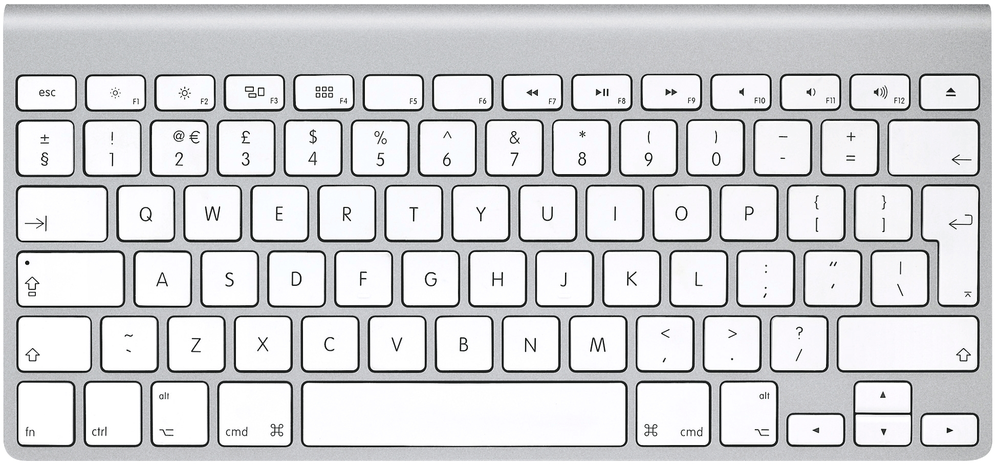 esc F1 F2 F3 F4 F5 F6 F7 F8 F9 F10 F11 F12
± ! @ € £ $ % ^ & * ( ) – +
§ 1 2 3 4 5 6 7 8 9 0 - =
Q W E R T Y U I O P { }
[ ]
A S D F G H J K L : " |
; ' \
~ Z X C V B N M < > ?
` , . /
alt alt
fn ctrl ⌥ cmd ⌘ ⌘ cmd ⌥